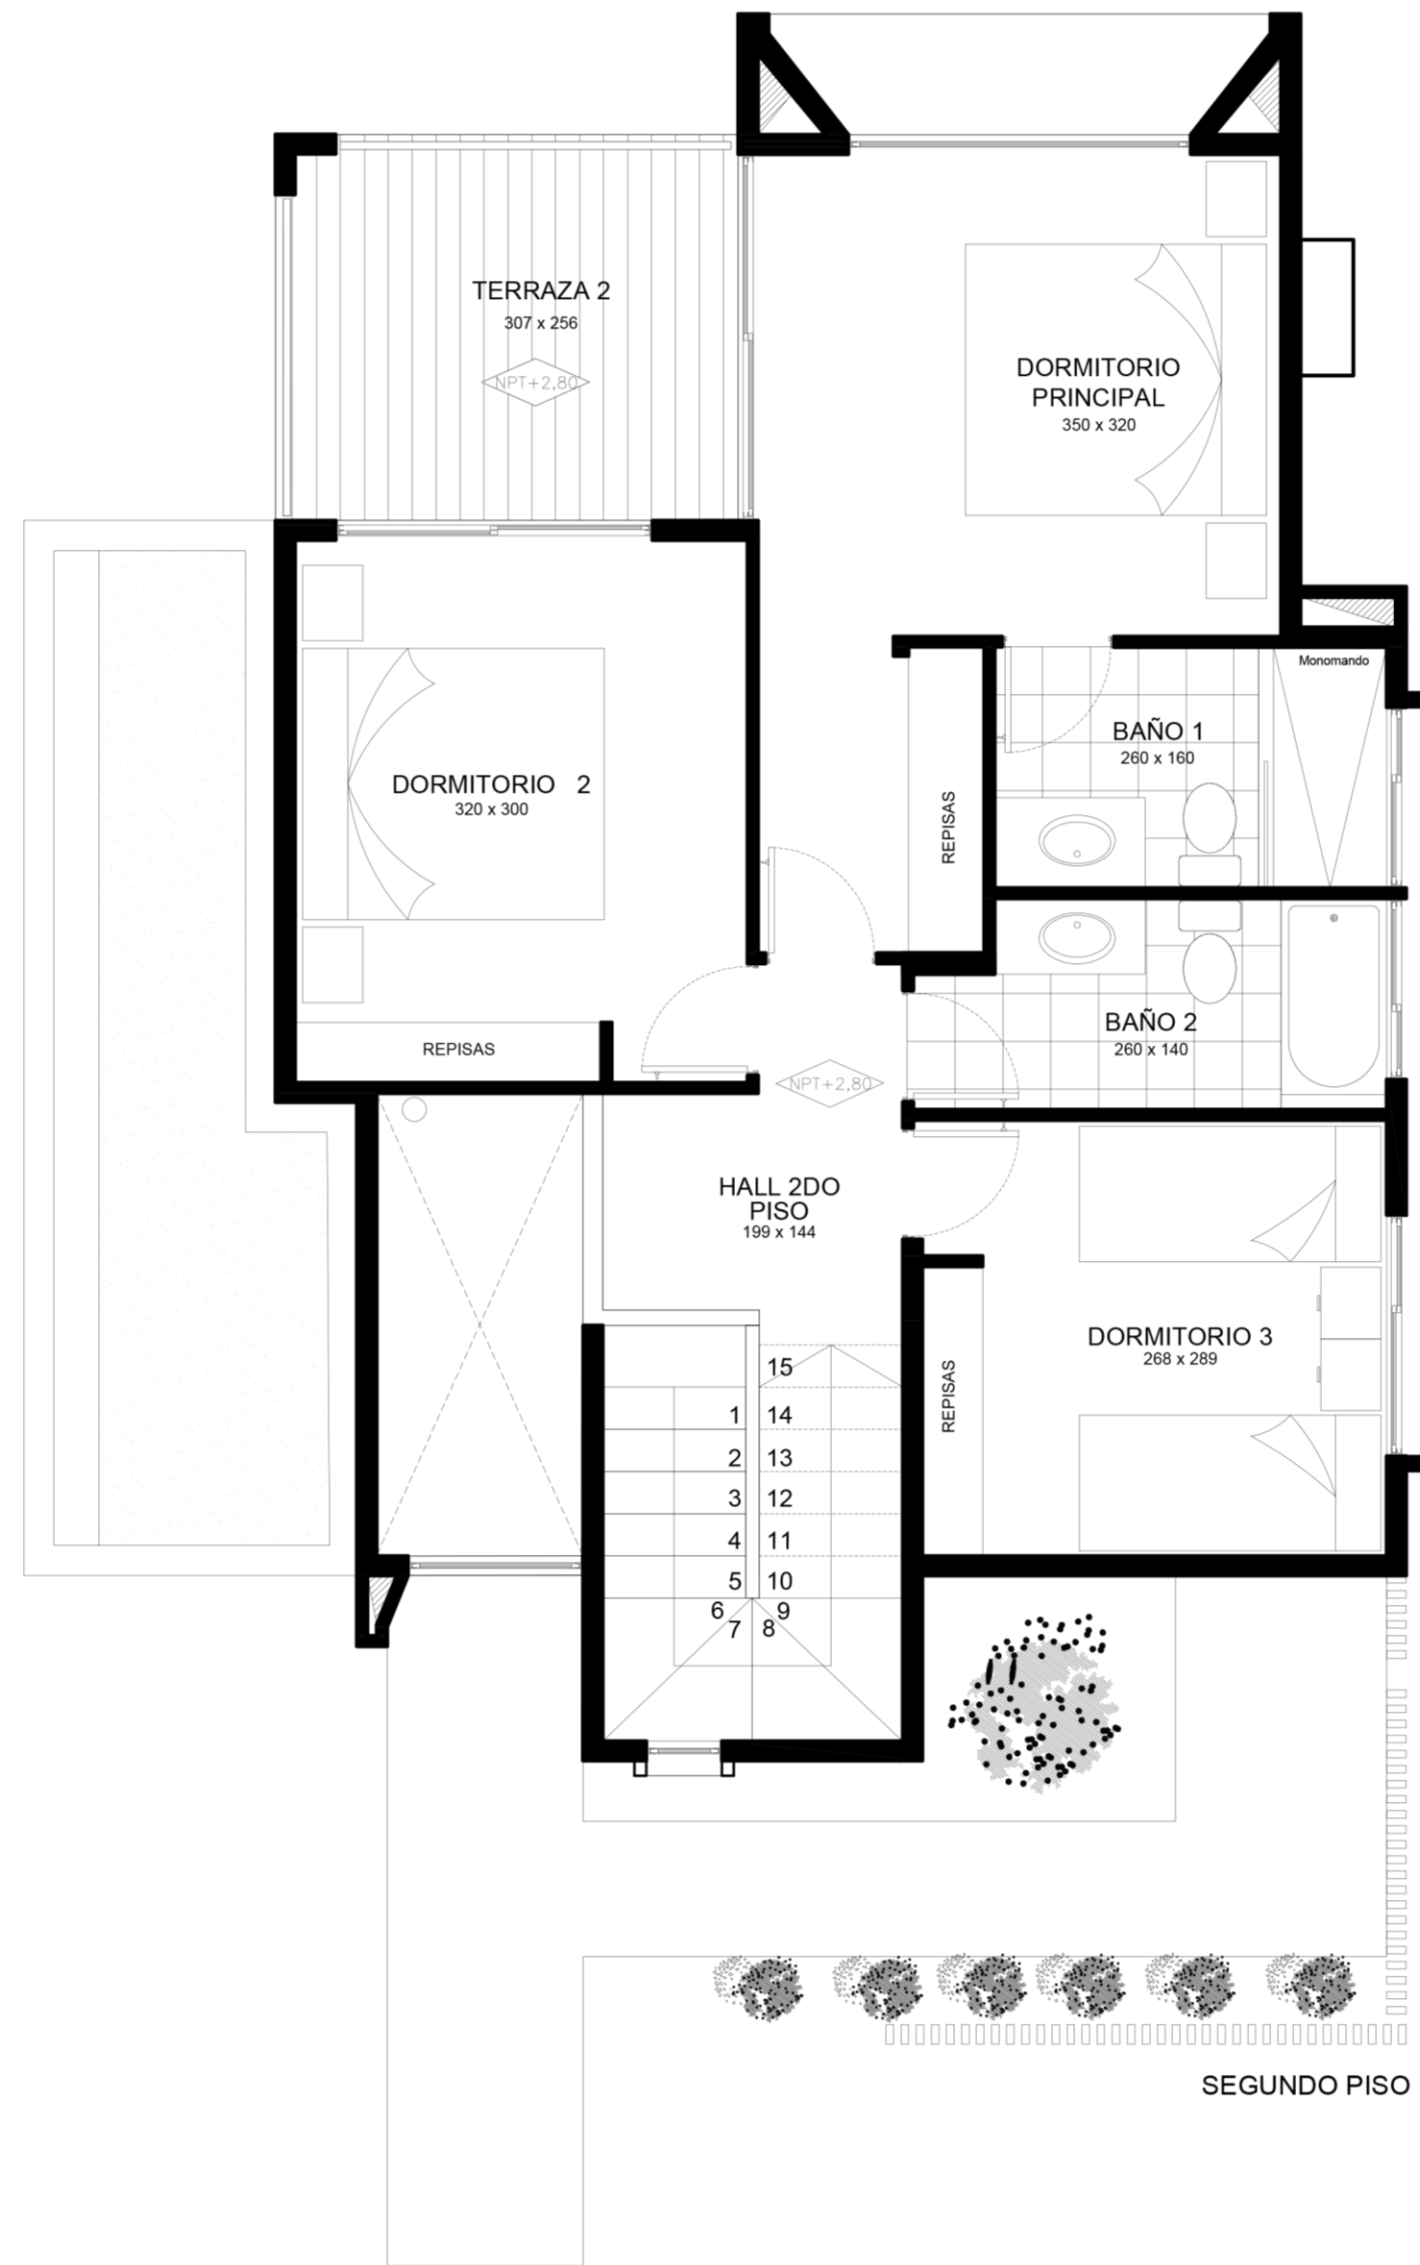 TERRAZA 2
307 x 256
NPT+2,80
DORMITORIO
PRINCIPAL
350 x 320
Monomando
BAÑO 1
260 x 160
DORMITORIO 2
320 x 300
REPISAS
BAÑO 2
260 x 140
REPISAS
NPT+2,80
HALL 2DO
PISO
199 x 144
DORMITORIO 3
268 x 289
REPISAS
15
1 14
2 13
3 12
4 11
5 10
6 9
7 8
SEGUNDO PISO